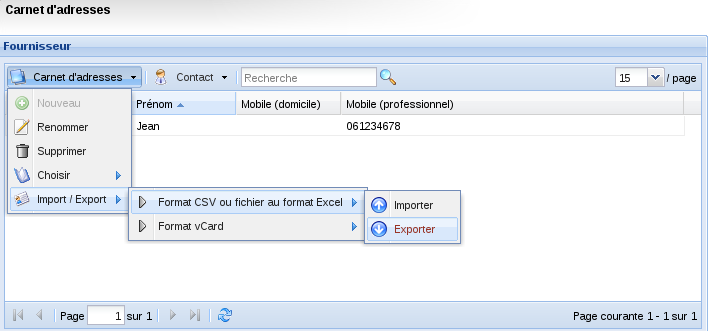 Carnet d'adresses
Fournisseur
Carnet d'adresses Contact Recherche 15 / page
Nouveau
Prénom Mobile (domicile) Mobile (professionnel)
Renommer
Jean 061234678
Supprimer
Choisir
Import / Export
Format CSV ou fichier au format Excel
Importer
Format vCard
Exporter
Page 1 sur 1 Page courante 1 - 1 sur 1